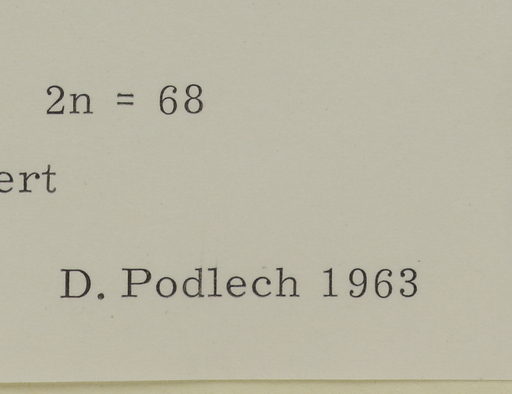 2n = 68
ert
D. Podlech 1963